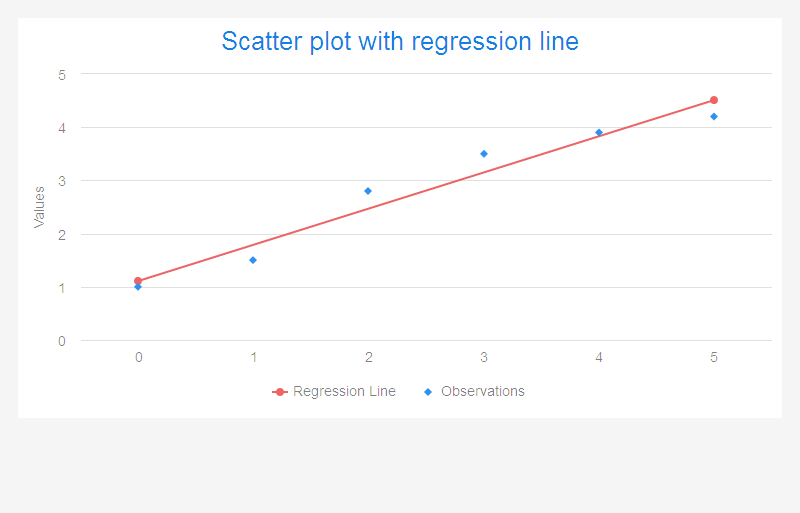 Scatter plot with regression line
5
4
3
2
1
0
Values
0 1 2 3 4 5
Regression Line Observations